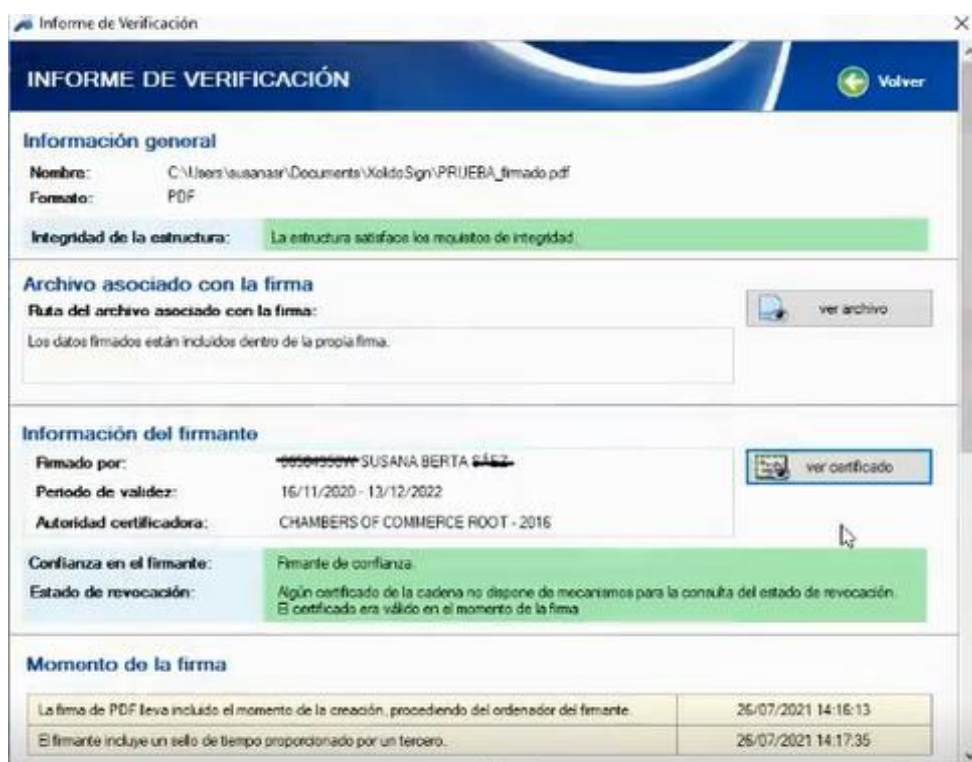 Informe de Verificación
INFORME DE VERIFICACIÓN
Volver
Información general
Nombre: C:\Users\susanasr\Documents\XolidoSign\PRUEBA_firmado.pdf
Formato: PDF
Integridad de la estructura: La estructura satisface los requisitos de integridad.
Archivo asociado con la firma
Ruta del archivo asociado con la firma:
ver archivo
Los datos firmados están incluidos dentro de la propia firma.
Información del firmante
Firmado por: SUSANA BERTA
ver certificado
Periodo de validez: 16/11/2020 - 13/12/2022
Autoridad certificadora: CHAMBERS OF COMMERCE ROOT - 2016
Confianza en el firmante: Firmante de confianza.
Estado de revocación: Algún certificado de la cadena no dispone de mecanismos para la consulta del estado de revocación.
El certificado era válido en el momento de la firma
Momento de la firma
La firma de PDF lleva incluido el momento de la creación, procediendo del ordenador del firmante. 26/07/2021 14:16:13
El firmante incluye un sello de tiempo proporcionado por un tercero. 26/07/2021 14:17:35